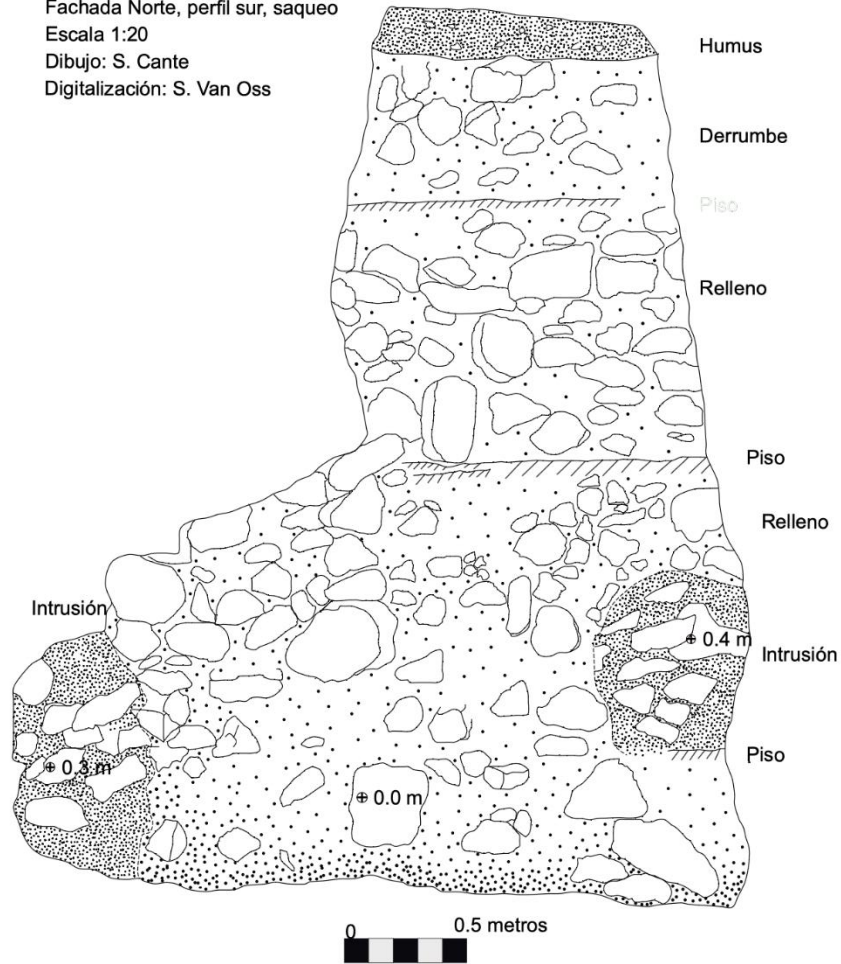 Fachada Norte, perfil sur, saqueo
Escala 1:20
Dibujo: S. Cante
Digitalización: S. Van Oss
Humus
Derrumbe
Piso
Relleno
Piso
Relleno
Intrusión
⊕ 0.4 m
Intrusión
Piso
⊕ 0.3 m
⊕ 0.0 m
0 0.5 metros